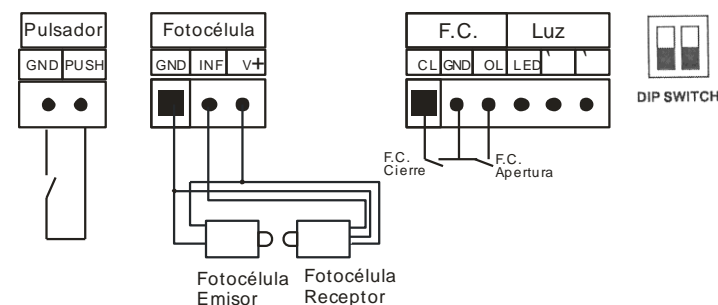 Pulsador
GND PUSH
Fotocélula
GND INF V+
F.C. Luz
CL GND OL LED ` `
DIP SWITCH
F.C.
Cierre
F.C.
Apertura
Fotocélula
Emisor
Fotocélula
Receptor